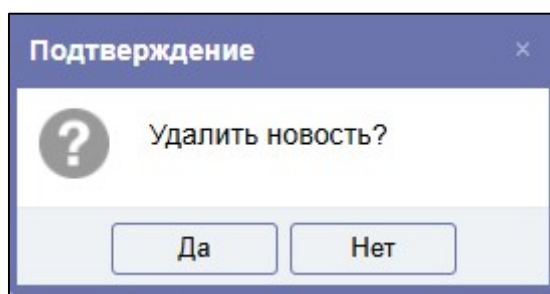 Подтверждение
Удалить новость?
Да Нет